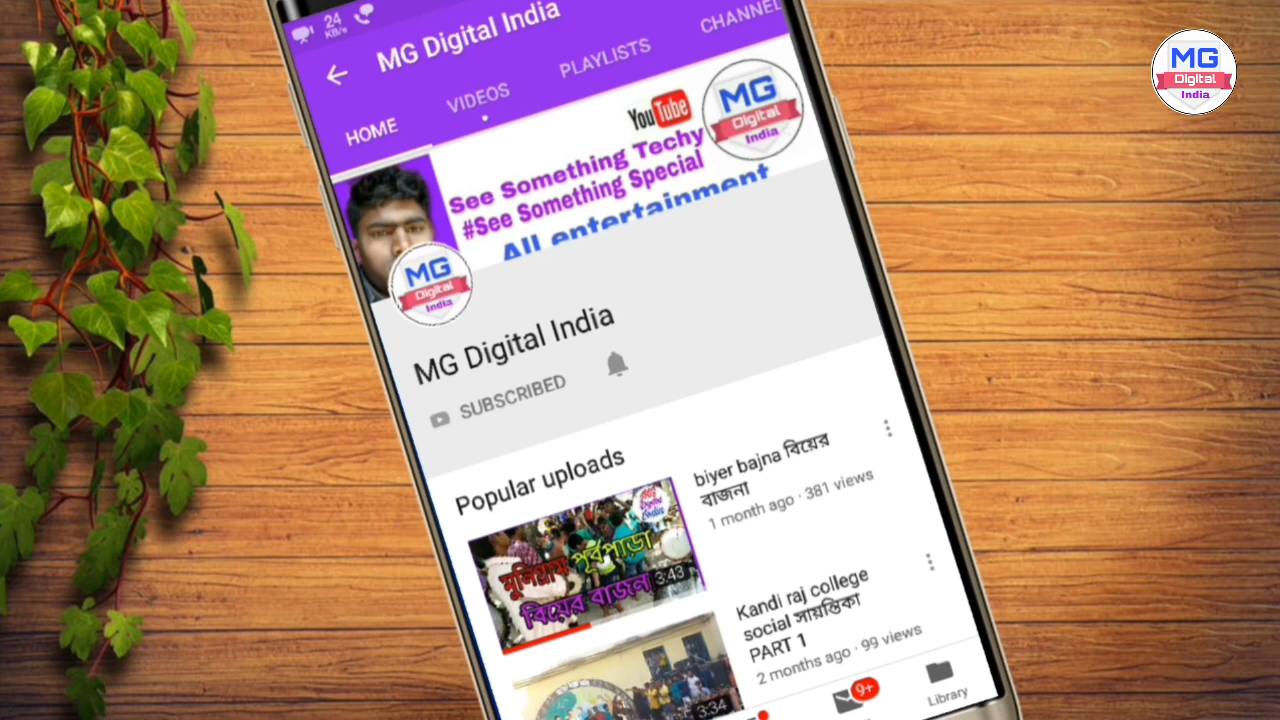 24
KB/s
MG Digital India
HOME
VIDEOS
PLAYLISTS
CHANNEL
YouTube
MG
Digital
India
See Something Techy
#See Something Special
All entertainment
MG
Digital
India
MG Digital India
SUBSCRIBED
Popular uploads
biyer bajna বিয়ের
বাজনা
1 month ago · 381 views
পূর্বপাড়া
বিয়ের বাজনা
3:43
Kandi raj college
social সায়ন্তিকা
PART 1
2 months ago · 99 views
3:34
9+
Library
MG
Digital
India